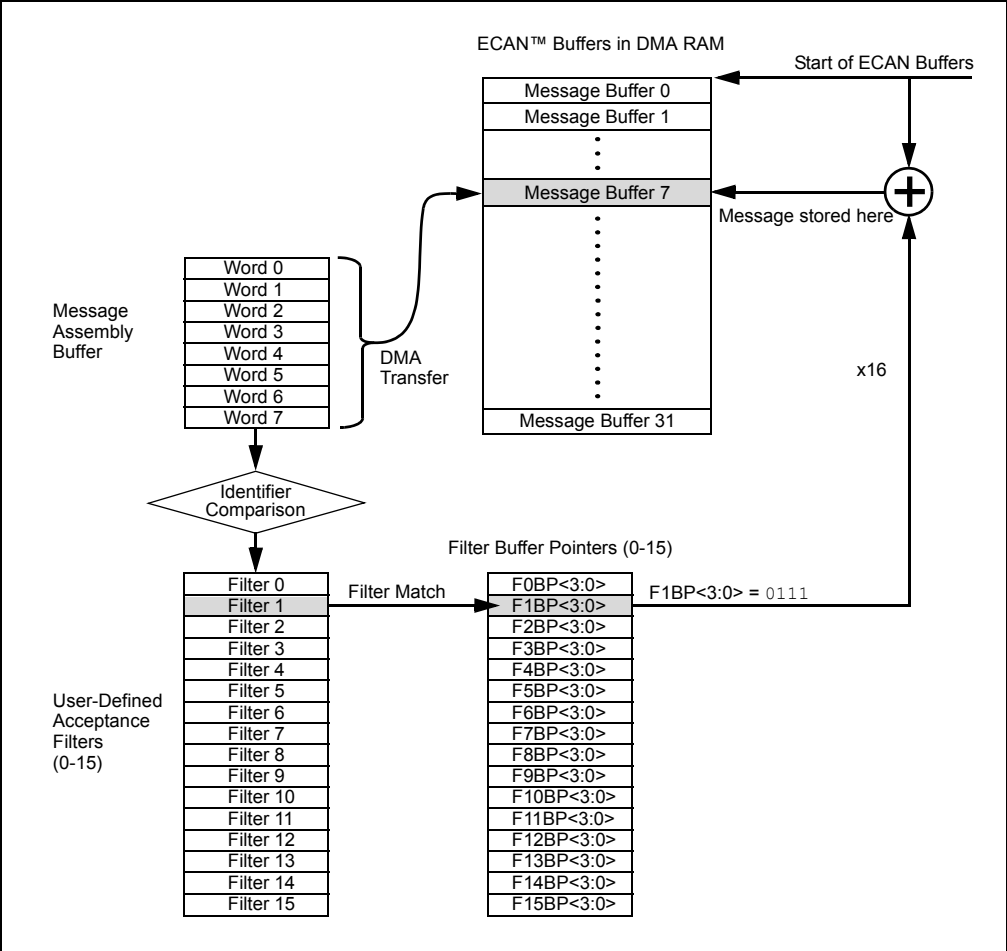 ECAN™ Buffers in DMA RAM
Start of ECAN Buffers
Message Buffer 0
Message Buffer 1
Message Buffer 7
Message stored here
Message Buffer 31
x16
Message
Assembly
Buffer
Word 0
Word 1
Word 2
Word 3
Word 4
Word 5
Word 6
Word 7
DMA
Transfer
Identifier
Comparison
User-Defined
Acceptance
Filters
(0-15)
Filter 0
Filter 1
Filter 2
Filter 3
Filter 4
Filter 5
Filter 6
Filter 7
Filter 8
Filter 9
Filter 10
Filter 11
Filter 12
Filter 13
Filter 14
Filter 15
Filter Match
Filter Buffer Pointers (0-15)
F0BP<3:0>
F1BP<3:0>
F2BP<3:0>
F3BP<3:0>
F4BP<3:0>
F5BP<3:0>
F6BP<3:0>
F7BP<3:0>
F8BP<3:0>
F9BP<3:0>
F10BP<3:0>
F11BP<3:0>
F12BP<3:0>
F13BP<3:0>
F14BP<3:0>
F15BP<3:0>
F1BP<3:0> = 0111